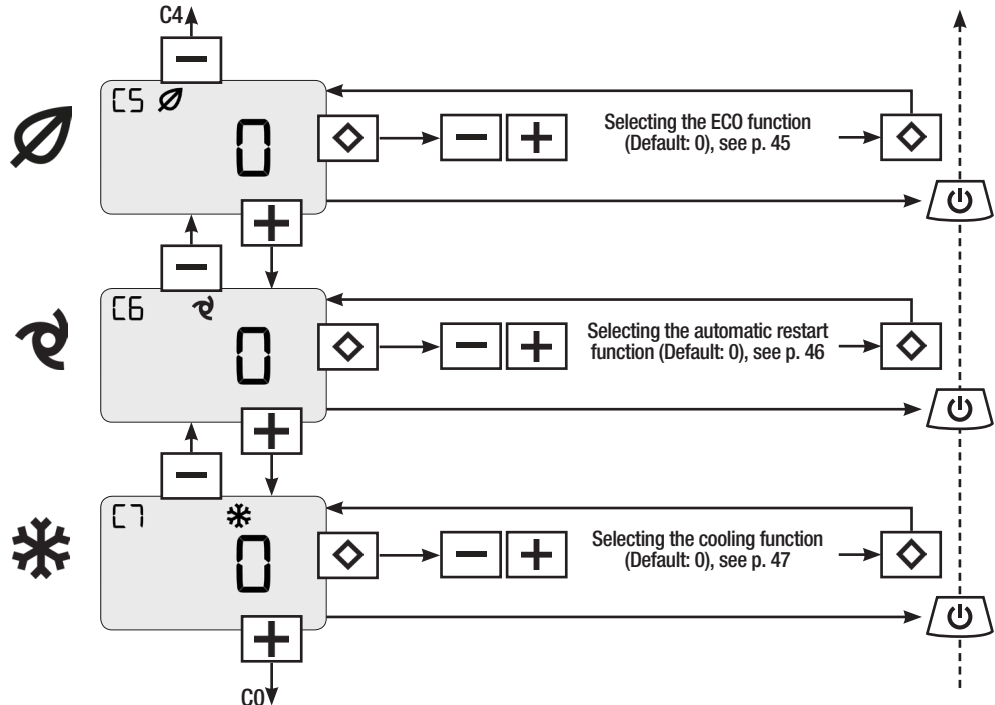 C4
C5
0
Selecting the ECO function
(Default: 0), see p. 45
C6
0
Selecting the automatic restart
function (Default: 0), see p. 46
C7
0
Selecting the cooling function
(Default: 0), see p. 47
C0